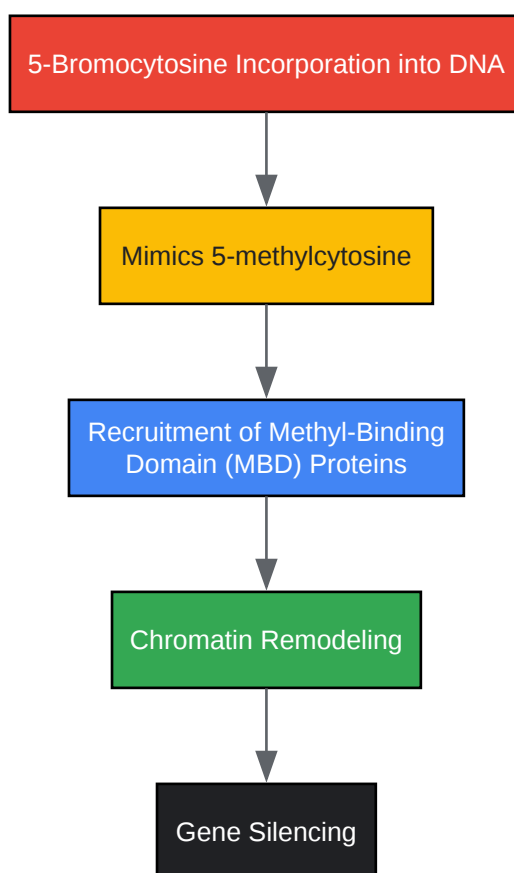 5-Bromocytosine Incorporation into DNA
Mimics 5-methylcytosine
Recruitment of Methyl-Binding
Domain (MBD) Proteins
Chromatin Remodeling
Gene Silencing